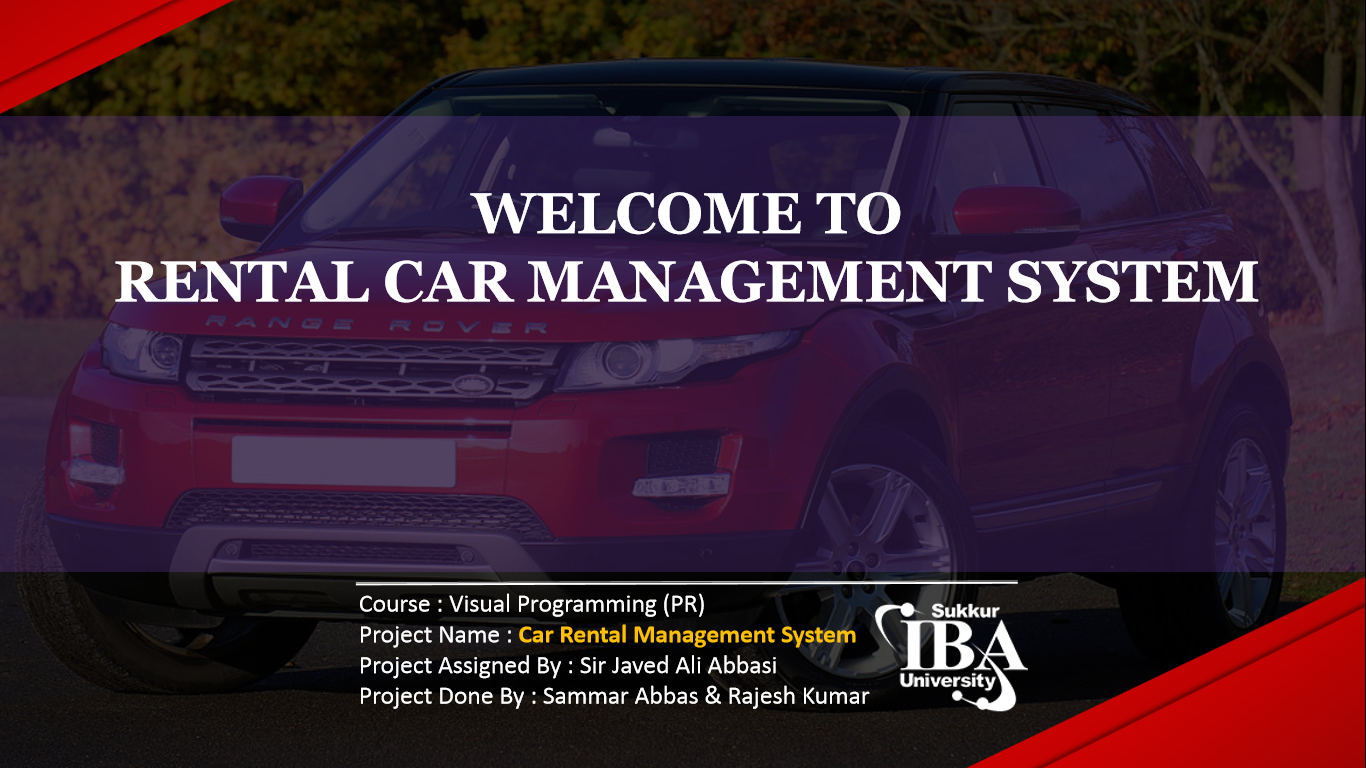 WELCOME TO
RENTAL CAR MANAGEMENT SYSTEM
RANGE ROVER
Course : Visual Programming (PR)
Project Name : Car Rental Management System
Project Assigned By : Sir Javed Ali Abbasi
Project Done By : Sammar Abbas & Rajesh Kumar
Sukkur
IBA
University